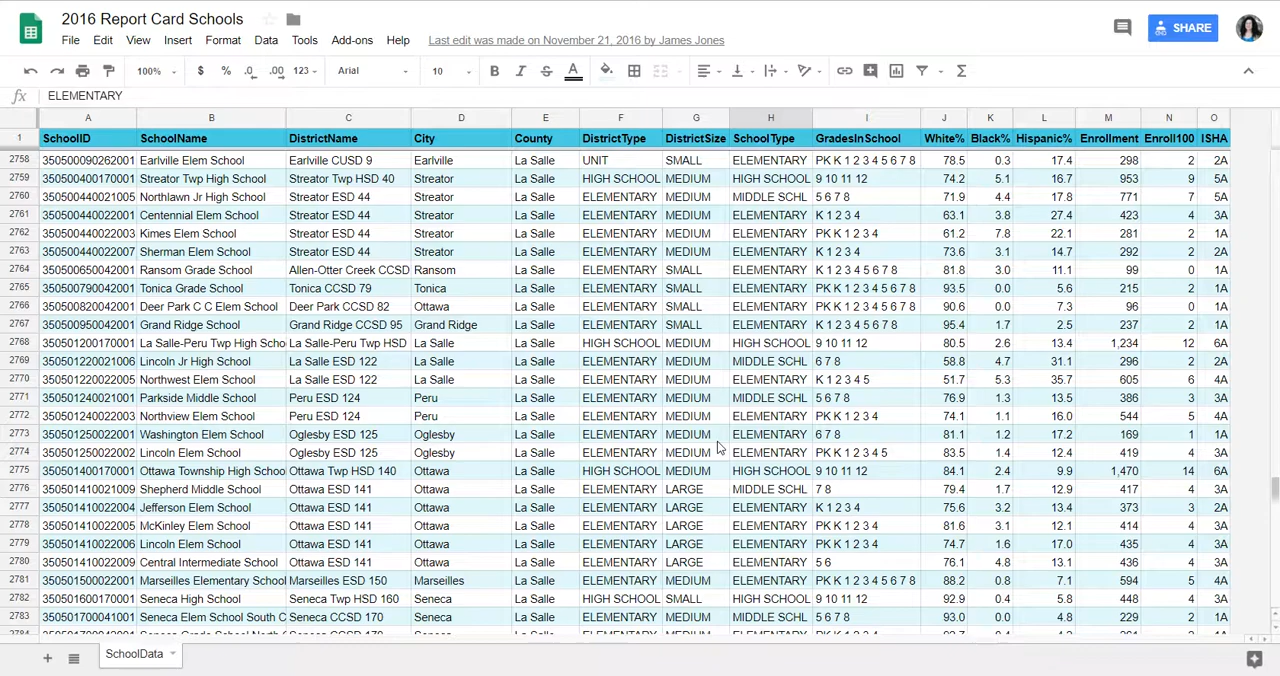 2016 Report Card Schools
File Edit View Insert Format Data Tools Add-ons Help Last edit was made on November 21, 2016 by James Jones
SHARE
100% $ % .0 .00 123 Arial 10 B I S A
fx ELEMENTARY
A B C D E F G H I J K L M N O
1 SchoolID SchoolName DistrictName City County DistrictType DistrictSize SchoolType GradesInSchool White% Black% Hispanic% Enrollment Enroll100 ISHA
2758 350500090262001 Earlville Elem School Earlville CUSD 9 Earlville La Salle UNIT SMALL ELEMENTARY PK K 1 2 3 4 5 6 7 8 78.5 0.3 17.4 298 2 2A
2759 350500400170001 Streator Twp High School Streator Twp HSD 40 Streator La Salle HIGH SCHOOL MEDIUM HIGH SCHOOL 9 10 11 12 74.2 5.1 16.7 953 9 5A
2760 350500440021005 Northlawn Jr High School Streator ESD 44 Streator La Salle ELEMENTARY MEDIUM MIDDLE SCHL 5 6 7 8 71.9 4.4 17.8 771 7 5A
2761 350500440022001 Centennial Elem School Streator ESD 44 Streator La Salle ELEMENTARY MEDIUM ELEMENTARY K 1 2 3 4 63.1 3.8 27.4 423 4 3A
2762 350500440022003 Kimes Elem School Streator ESD 44 Streator La Salle ELEMENTARY MEDIUM ELEMENTARY PK K 1 2 3 4 61.2 7.8 22.1 281 2 1A
2763 350500440022007 Sherman Elem School Streator ESD 44 Streator La Salle ELEMENTARY MEDIUM ELEMENTARY K 1 2 3 4 73.6 3.1 14.7 292 2 2A
2764 350500650042001 Ransom Grade School Allen-Otter Creek CCSD Ransom La Salle ELEMENTARY SMALL ELEMENTARY K 1 2 3 4 5 6 7 8 81.8 3.0 11.1 99 0 1A
2765 350500790042001 Tonica Grade School Tonica CCSD 79 Tonica La Salle ELEMENTARY SMALL ELEMENTARY K 1 2 3 4 5 6 7 8 93.5 0.0 5.6 215 2 1A
2766 350500820042001 Deer Park C C Elem School Deer Park CCSD 82 Ottawa La Salle ELEMENTARY SMALL ELEMENTARY PK K 1 2 3 4 5 6 7 8 90.6 0.0 7.3 96 0 1A
2767 350500950042001 Grand Ridge School Grand Ridge CCSD 95 Grand Ridge La Salle ELEMENTARY SMALL ELEMENTARY K 1 2 3 4 5 6 7 8 95.4 1.7 2.5 237 2 1A
2768 350501200170001 La Salle-Peru Twp High Scho La Salle-Peru Twp HSD La Salle La Salle HIGH SCHOOL MEDIUM HIGH SCHOOL 9 10 11 12 80.5 2.6 13.4 1,234 12 6A
2769 350501220021006 Lincoln Jr High School La Salle ESD 122 La Salle La Salle ELEMENTARY MEDIUM MIDDLE SCHL 6 7 8 58.8 4.7 31.1 296 2 2A
2770 350501220022005 Northwest Elem School La Salle ESD 122 La Salle La Salle ELEMENTARY MEDIUM ELEMENTARY K 1 2 3 4 5 51.7 5.3 35.7 605 6 4A
2771 350501240021001 Parkside Middle School Peru ESD 124 Peru La Salle ELEMENTARY MEDIUM MIDDLE SCHL 5 6 7 8 76.9 1.3 13.5 386 3 3A
2772 350501240022003 Northview Elem School Peru ESD 124 Peru La Salle ELEMENTARY MEDIUM ELEMENTARY PK K 1 2 3 4 74.1 1.1 16.0 544 5 4A
2773 350501250022001 Washington Elem School Oglesby ESD 125 Oglesby La Salle ELEMENTARY MEDIUM ELEMENTARY 6 7 8 81.1 1.2 17.2 169 1 1A
2774 350501250022002 Lincoln Elem School Oglesby ESD 125 Oglesby La Salle ELEMENTARY MEDIUM ELEMENTARY PK K 1 2 3 4 5 83.5 1.4 12.4 419 4 3A
2775 350501400170001 Ottawa Township High Schoo Ottawa Twp HSD 140 Ottawa La Salle HIGH SCHOOL MEDIUM HIGH SCHOOL 9 10 11 12 84.1 2.4 9.9 1,470 14 6A
2776 350501410021009 Shepherd Middle School Ottawa ESD 141 Ottawa La Salle ELEMENTARY LARGE MIDDLE SCHL 7 8 79.4 1.7 12.9 417 4 3A
2777 350501410022004 Jefferson Elem School Ottawa ESD 141 Ottawa La Salle ELEMENTARY LARGE ELEMENTARY K 1 2 3 4 75.6 3.2 13.4 373 3 2A
2778 350501410022005 McKinley Elem School Ottawa ESD 141 Ottawa La Salle ELEMENTARY LARGE ELEMENTARY PK K 1 2 3 4 81.6 3.1 12.1 414 4 3A
2779 350501410022006 Lincoln Elem School Ottawa ESD 141 Ottawa La Salle ELEMENTARY LARGE ELEMENTARY PK K 1 2 3 4 74.7 1.6 17.0 435 4 3A
2780 350501410022009 Central Intermediate School Ottawa ESD 141 Ottawa La Salle ELEMENTARY LARGE ELEMENTARY 5 6 76.1 4.8 13.1 436 4 3A
2781 350501500022001 Marseilles Elementary School Marseilles ESD 150 Marseilles La Salle ELEMENTARY MEDIUM ELEMENTARY PK K 1 2 3 4 5 6 7 8 88.2 0.8 7.1 594 5 4A
2782 350501600170001 Seneca High School Seneca Twp HSD 160 Seneca La Salle HIGH SCHOOL SMALL HIGH SCHOOL 9 10 11 12 92.9 0.4 5.8 448 4 3A
2783 350501700041001 Seneca Elem School South C Seneca CCSD 170 Seneca La Salle ELEMENTARY MEDIUM MIDDLE SCHL 5 6 7 8 93.0 0.0 4.8 229 2 1A
SchoolData